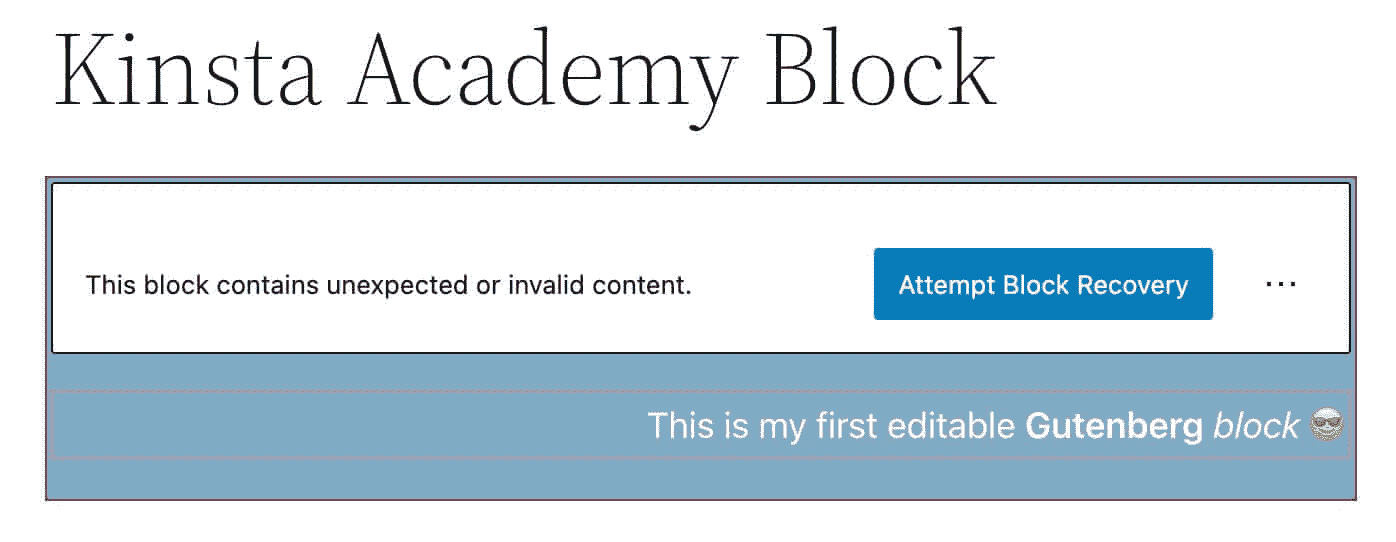 Kinsta Academy Block
This block contains unexpected or invalid content.
Attempt Block Recovery
...
This is my first editable Gutenberg block 😎